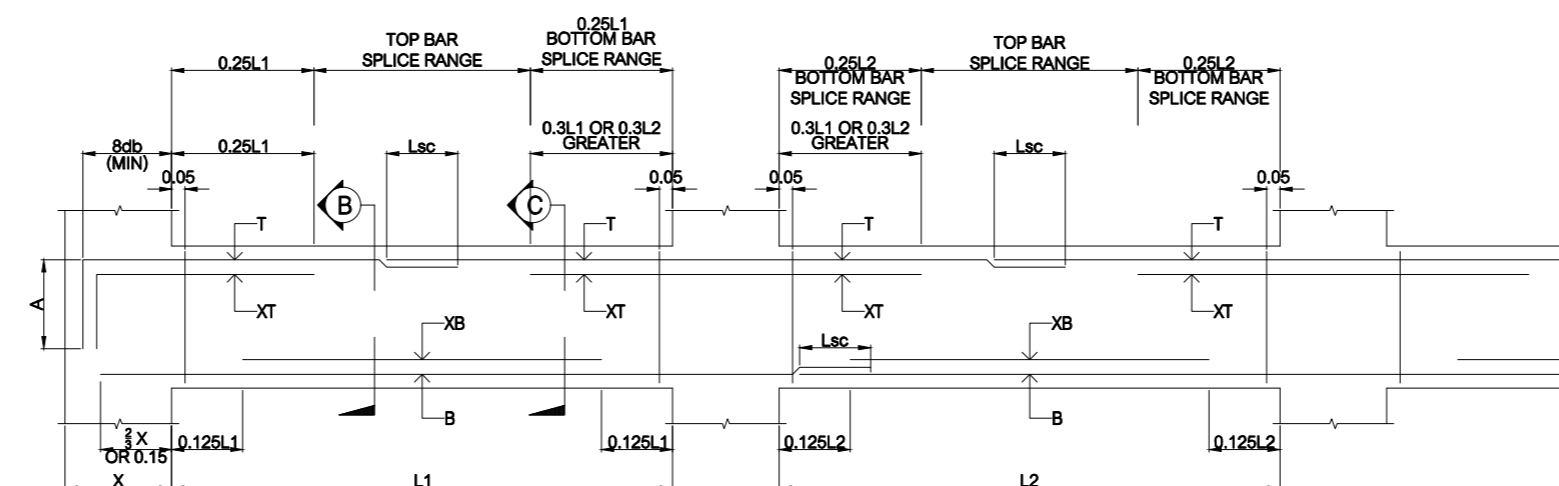 0.25L1
TOP BAR
SPLICE RANGE
0.25L1
BOTTOM BAR
SPLICE RANGE
0.25L2
BOTTOM BAR
SPLICE RANGE
TOP BAR
SPLICE RANGE
0.25L2
BOTTOM BAR
SPLICE RANGE
8db
(MIN)
0.25L1
Lsc
0.3L1 OR 0.3L2
GREATER
0.3L1 OR 0.3L2
GREATER
Lsc
0.05
0.05
0.05
0.05
B
C
T
T
T
T
A
XT
XT
XT
XT
XB
Lsc
XB
B
B
2/3 X
OR 0.15
0.125L1
0.125L1
0.125L2
0.125L2
X
L1
L2